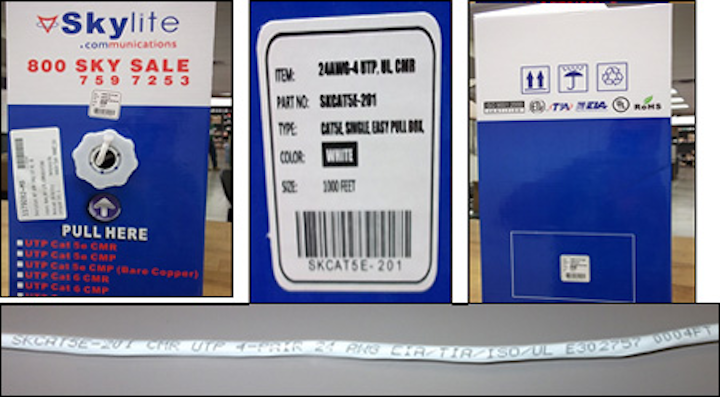 Skylite
.communications
800 SKY SALE
759 7253
PULL HERE
UTP Cat 5e CMR
UTP Cat 5e CMP
UTP Cat 5e CMP (Bare Copper)
UTP Cat 6 CMR
UTP Cat 6 CMP
ITEM: 24AWG-4 UTP, UL CMR
PART NO: SKCAT5E-201
TYPE: CAT5E, SINGLE, EASY PULL BOX,
COLOR: WHITE
SIZE: 1000 FEET
SKCAT5E-201
TIA EIA UL RoHS
SKCAT5E-201 CMR UTP 4-PAIR 24 AWG EIA/TIA/ISO/UL E302757 0004FT